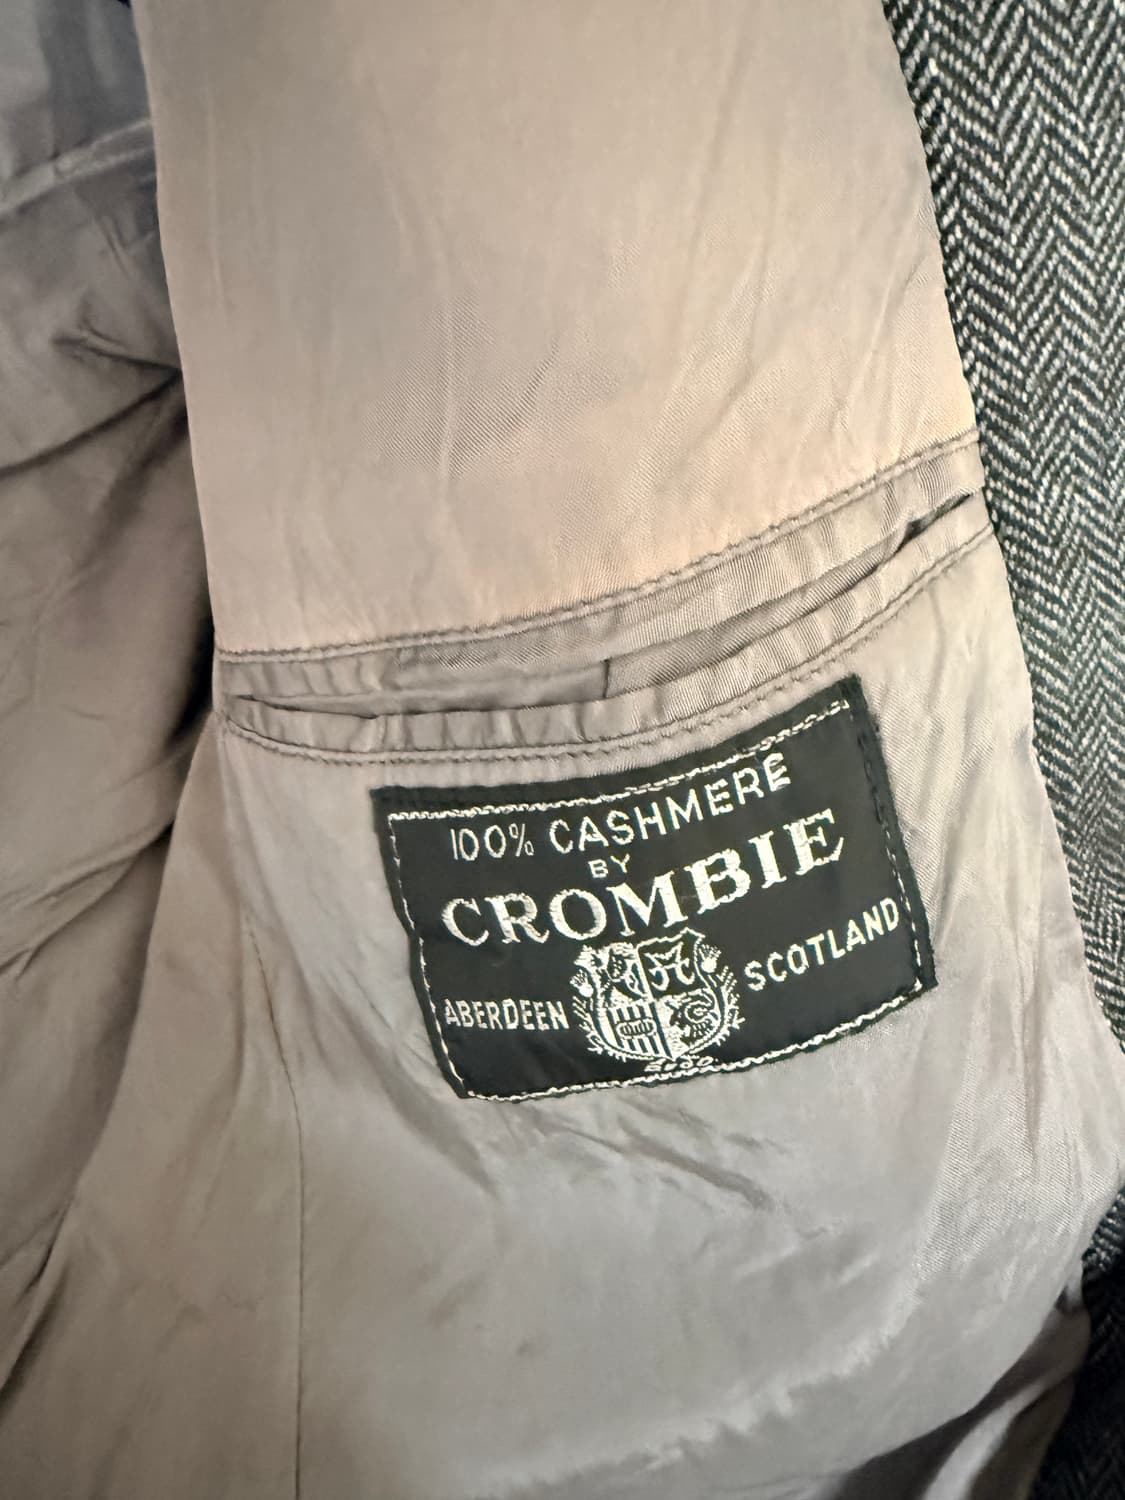 100% CASHMERE
BY
CROMBIE
ABERDEEN SCOTLAND